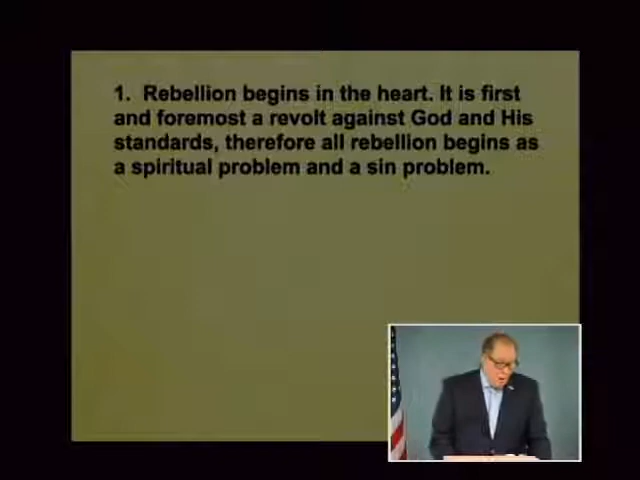 1. Rebellion begins in the heart. It is first
and foremost a revolt against God and His
standards, therefore all rebellion begins as
a spiritual problem and a sin problem.